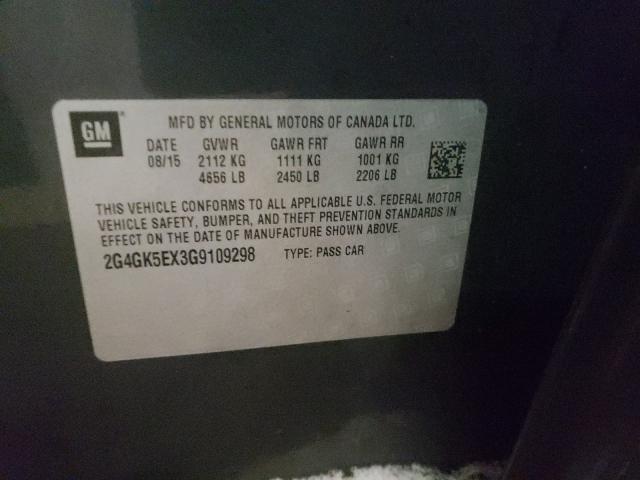 GM
MFD BY GENERAL MOTORS OF CANADA LTD.
DATE GVWR GAWR FRT GAWR RR
08/15 2112 KG 1111 KG 1001 KG
4656 LB 2450 LB 2206 LB
THIS VEHICLE CONFORMS TO ALL APPLICABLE U.S. FEDERAL MOTOR
VEHICLE SAFETY, BUMPER, AND THEFT PREVENTION STANDARDS IN
EFFECT ON THE DATE OF MANUFACTURE SHOWN ABOVE.
2G4GK5EX3G9109298 TYPE: PASS CAR